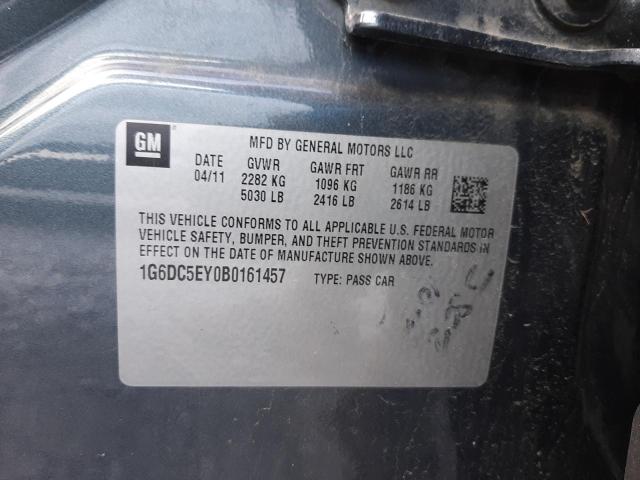 GM
MFD BY GENERAL MOTORS LLC
DATE GVWR GAWR FRT GAWR RR
04/11 2282 KG 1096 KG 1186 KG
5030 LB 2416 LB 2614 LB
THIS VEHICLE CONFORMS TO ALL APPLICABLE U.S. FEDERAL MOTOR
VEHICLE SAFETY, BUMPER, AND THEFT PREVENTION STANDARDS IN
EFFECT ON THE DATE OF MANUFACTURE SHOWN ABOVE.
1G6DC5EY0B0161457 TYPE: PASS CAR